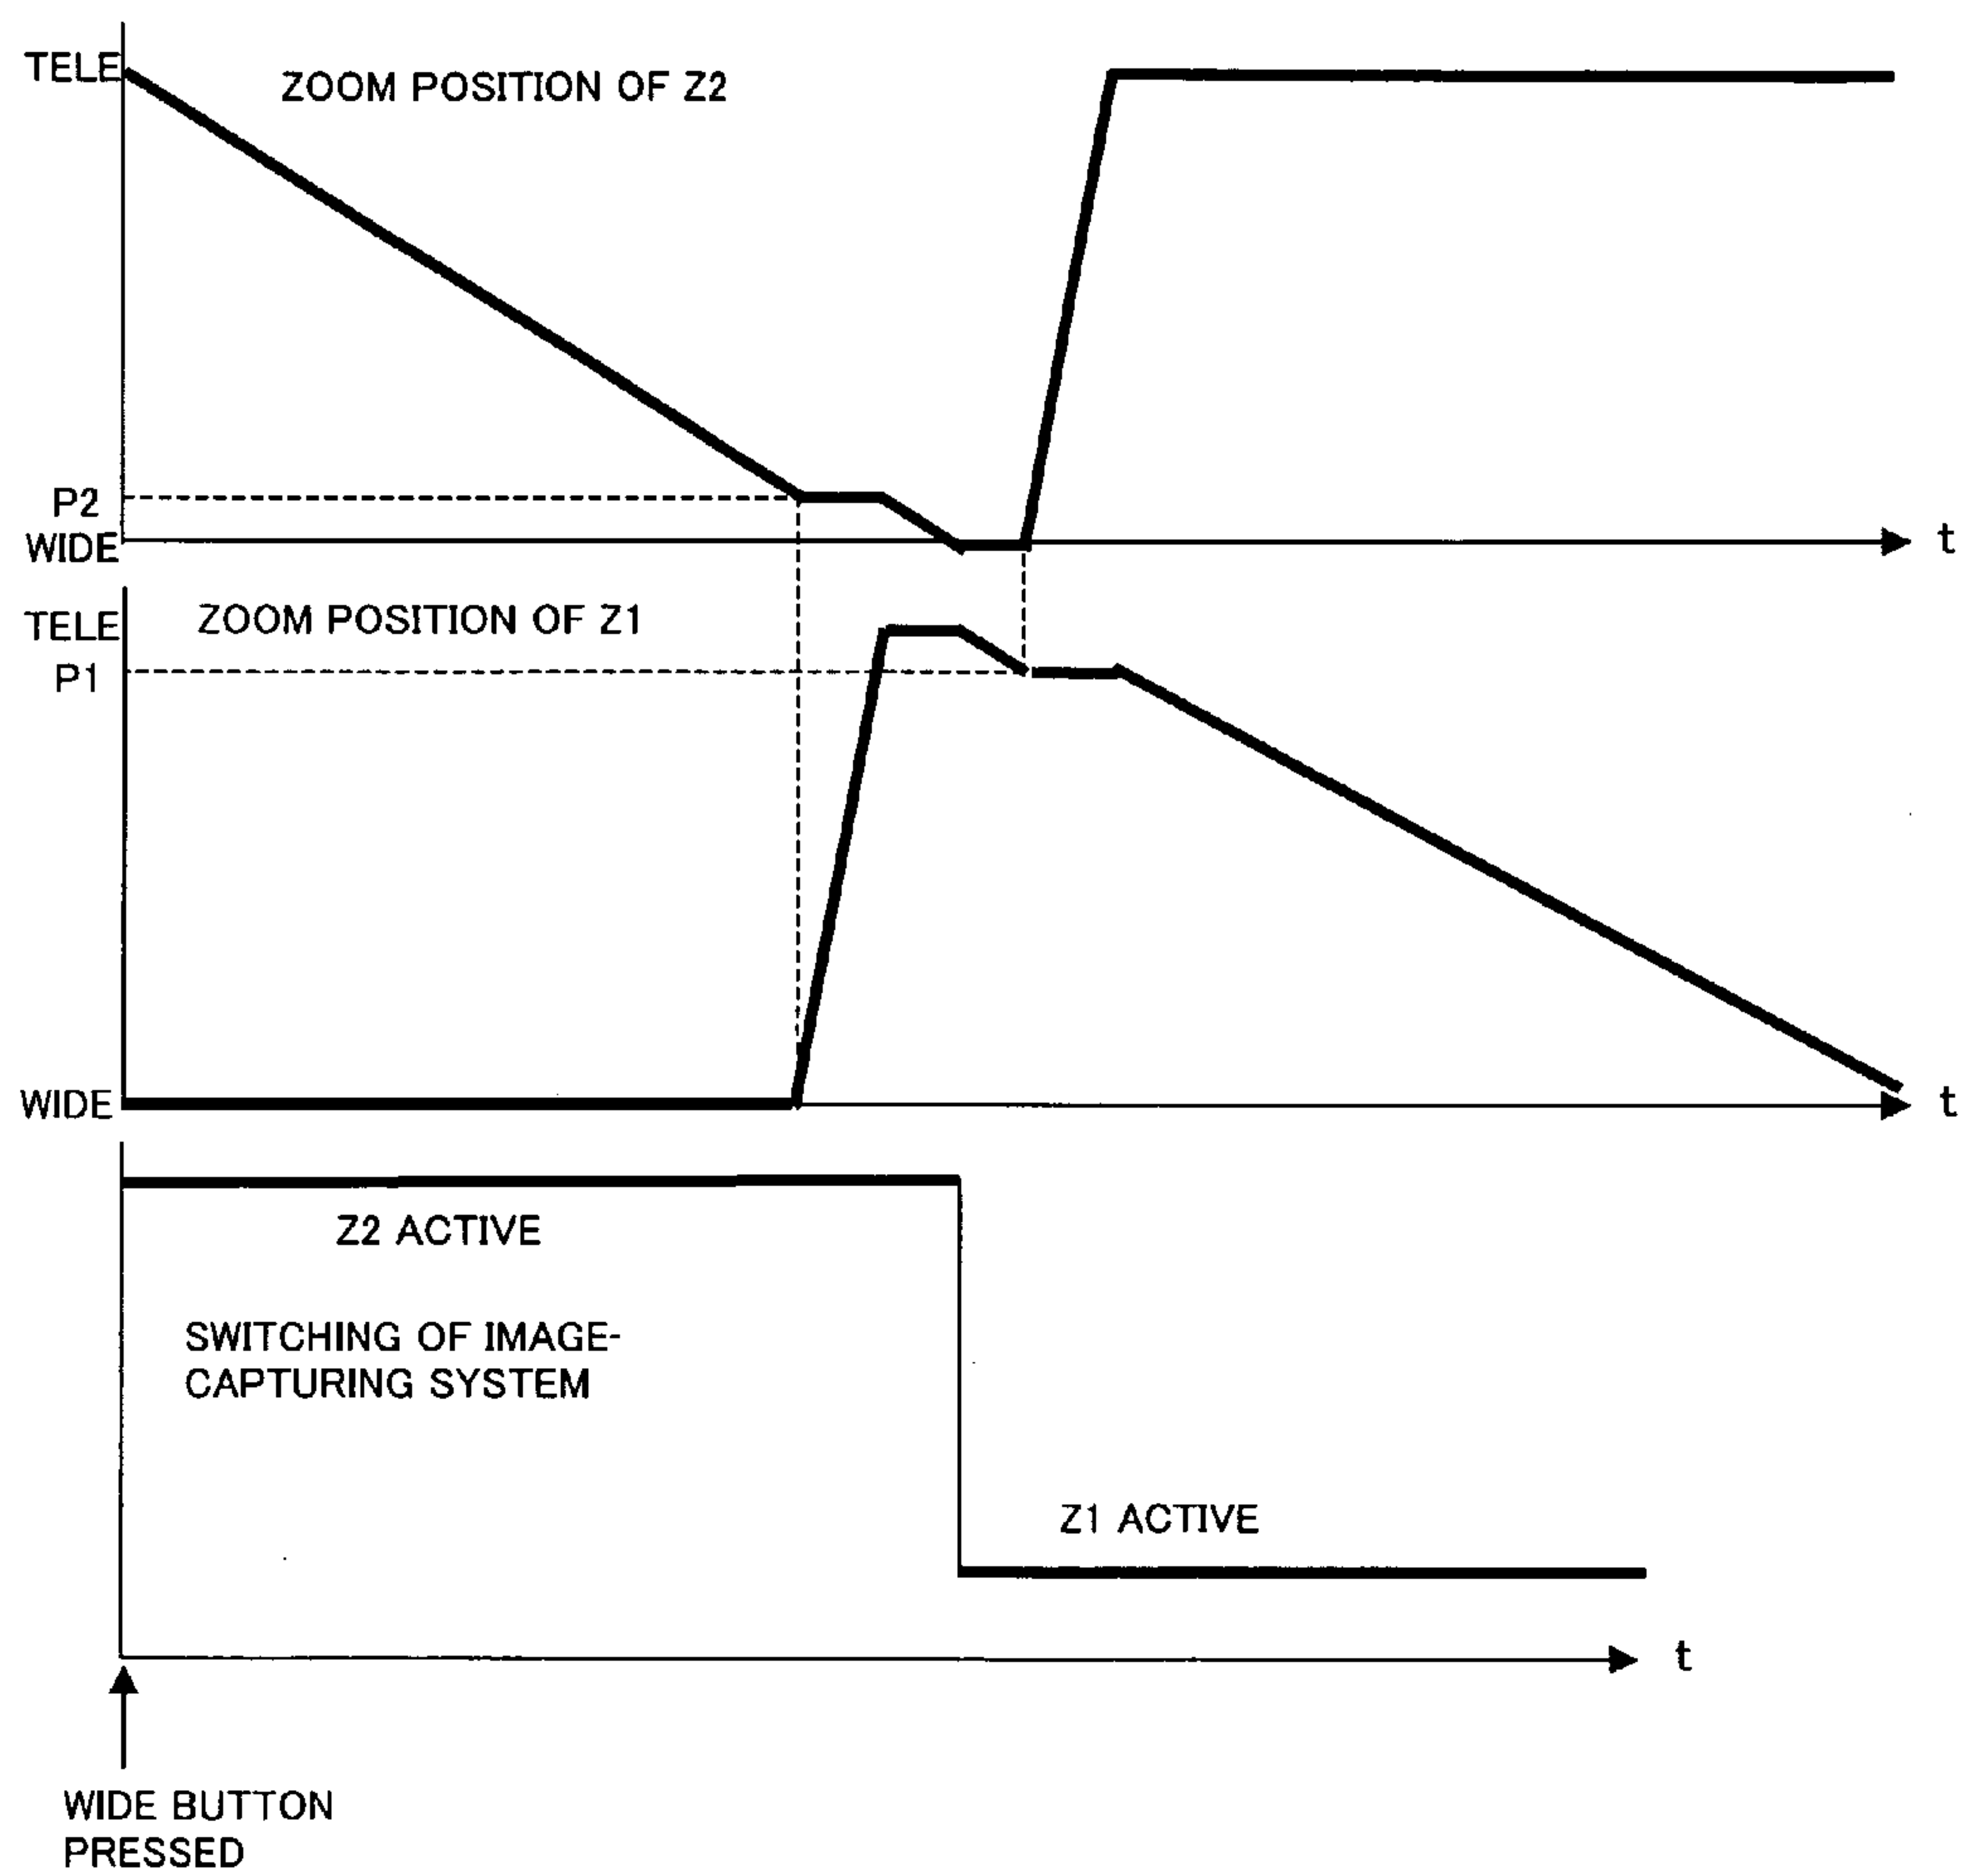 TELE
ZOOM POSITION OF Z2
P2
WIDE
t
TELE
ZOOM POSITION OF Z1
P1
WIDE
t
Z2 ACTIVE
SWITCHING OF IMAGE-
CAPTURING SYSTEM
Z1 ACTIVE
t
WIDE BUTTON
PRESSED